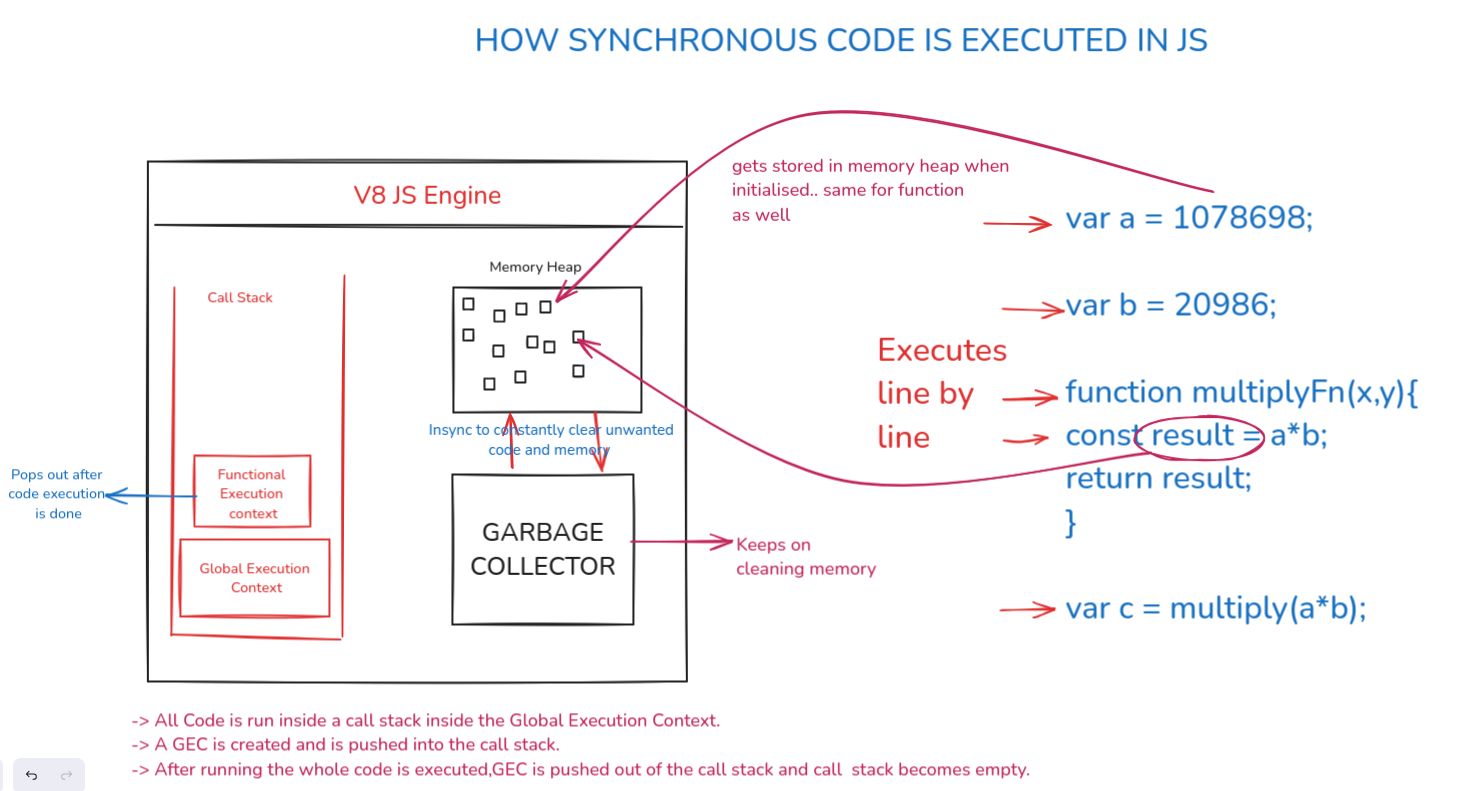 HOW SYNCHRONOUS CODE IS EXECUTED IN JS
V8 JS Engine
Call Stack
Functional
Execution
context
Global Execution
Context
Pops out after
code execution
is done
Memory Heap
Insync to constantly clear unwanted
code and memory
GARBAGE
COLLECTOR
Keeps on
cleaning memory
gets stored in memory heap when
initialised.. same for function
as well
Executes
line by
line
var a = 1078698;
var b = 20986;
function multiplyFn(x,y){
const result = a*b;
return result;
}
var c = multiply(a*b);
-> All Code is run inside a call stack inside the Global Execution Context.
-> A GEC is created and is pushed into the call stack.
-> After running the whole code is executed,GEC is pushed out of the call stack and call stack becomes empty.